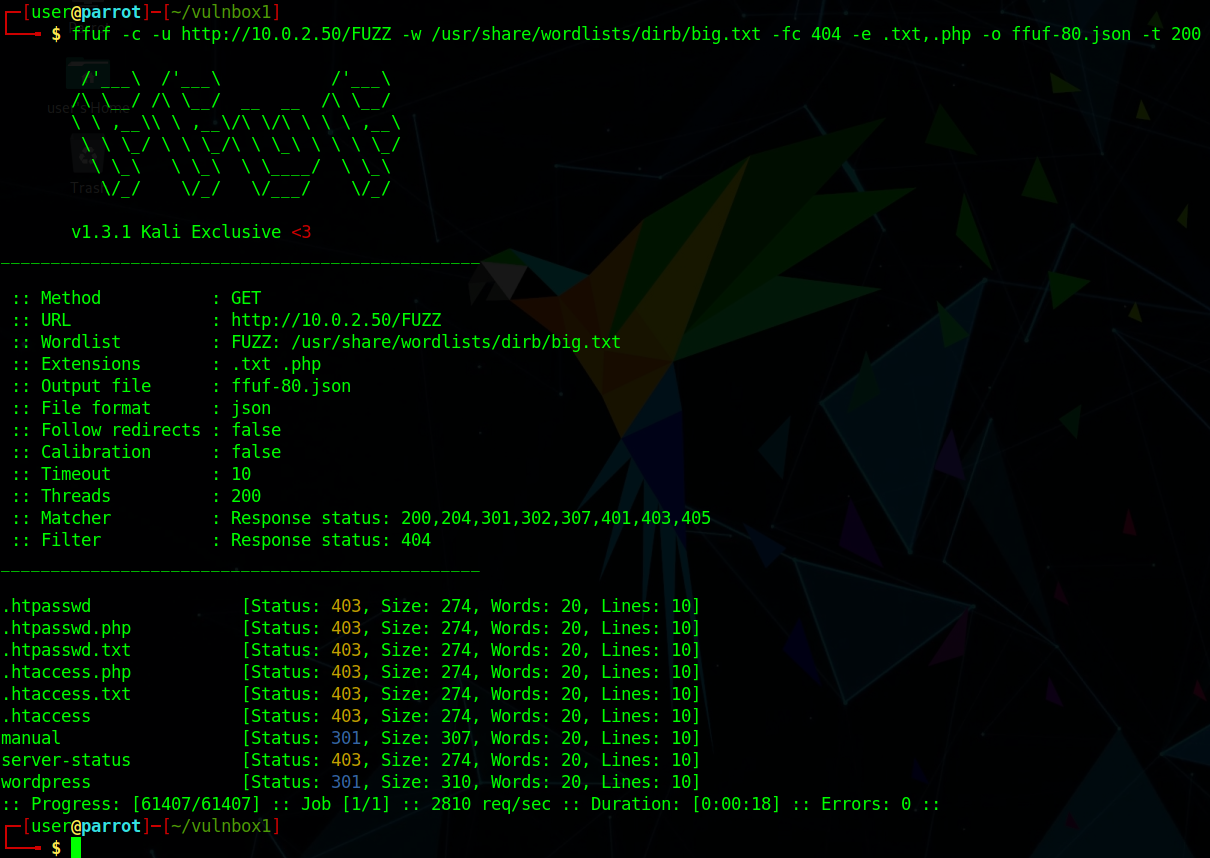 ┌─[user@parrot]─[~/vulnbox1]
└──╼ $ ffuf -c -u http://10.0.2.50/FUZZ -w /usr/share/wordlists/dirb/big.txt -fc 404 -e .txt,.php -o ffuf-80.json -t 200
        /'___\  /'___\           /'___\
       /\ \__/ /\ \__/  __  __  /\ \__/
       \ \ ,__\\ \ ,__\/\ \/\ \ \ \ ,__\
        \ \ \_/ \ \ \_/\ \ \_\ \ \ \ \_/
         \ \_\   \ \_\  \ \____/  \ \_\
          \/_/    \/_/   \/___/    \/_/
user's Home
Trash
       v1.3.1 Kali Exclusive <3
________________________________________________
 :: Method           : GET
 :: URL              : http://10.0.2.50/FUZZ
 :: Wordlist         : FUZZ: /usr/share/wordlists/dirb/big.txt
 :: Extensions       : .txt .php
 :: Output file      : ffuf-80.json
 :: File format      : json
 :: Follow redirects : false
 :: Calibration      : false
 :: Timeout          : 10
 :: Threads          : 200
 :: Matcher          : Response status: 200,204,301,302,307,401,403,405
 :: Filter           : Response status: 404
________________________________________________
.htpasswd               [Status: 403, Size: 274, Words: 20, Lines: 10]
.htpasswd.php           [Status: 403, Size: 274, Words: 20, Lines: 10]
.htpasswd.txt           [Status: 403, Size: 274, Words: 20, Lines: 10]
.htaccess.php           [Status: 403, Size: 274, Words: 20, Lines: 10]
.htaccess.txt           [Status: 403, Size: 274, Words: 20, Lines: 10]
.htaccess               [Status: 403, Size: 274, Words: 20, Lines: 10]
manual                  [Status: 301, Size: 307, Words: 20, Lines: 10]
server-status           [Status: 403, Size: 274, Words: 20, Lines: 10]
wordpress               [Status: 301, Size: 310, Words: 20, Lines: 10]
:: Progress: [61407/61407] :: Job [1/1] :: 2810 req/sec :: Duration: [0:00:18] :: Errors: 0 ::
┌─[user@parrot]─[~/vulnbox1]
└──╼ $